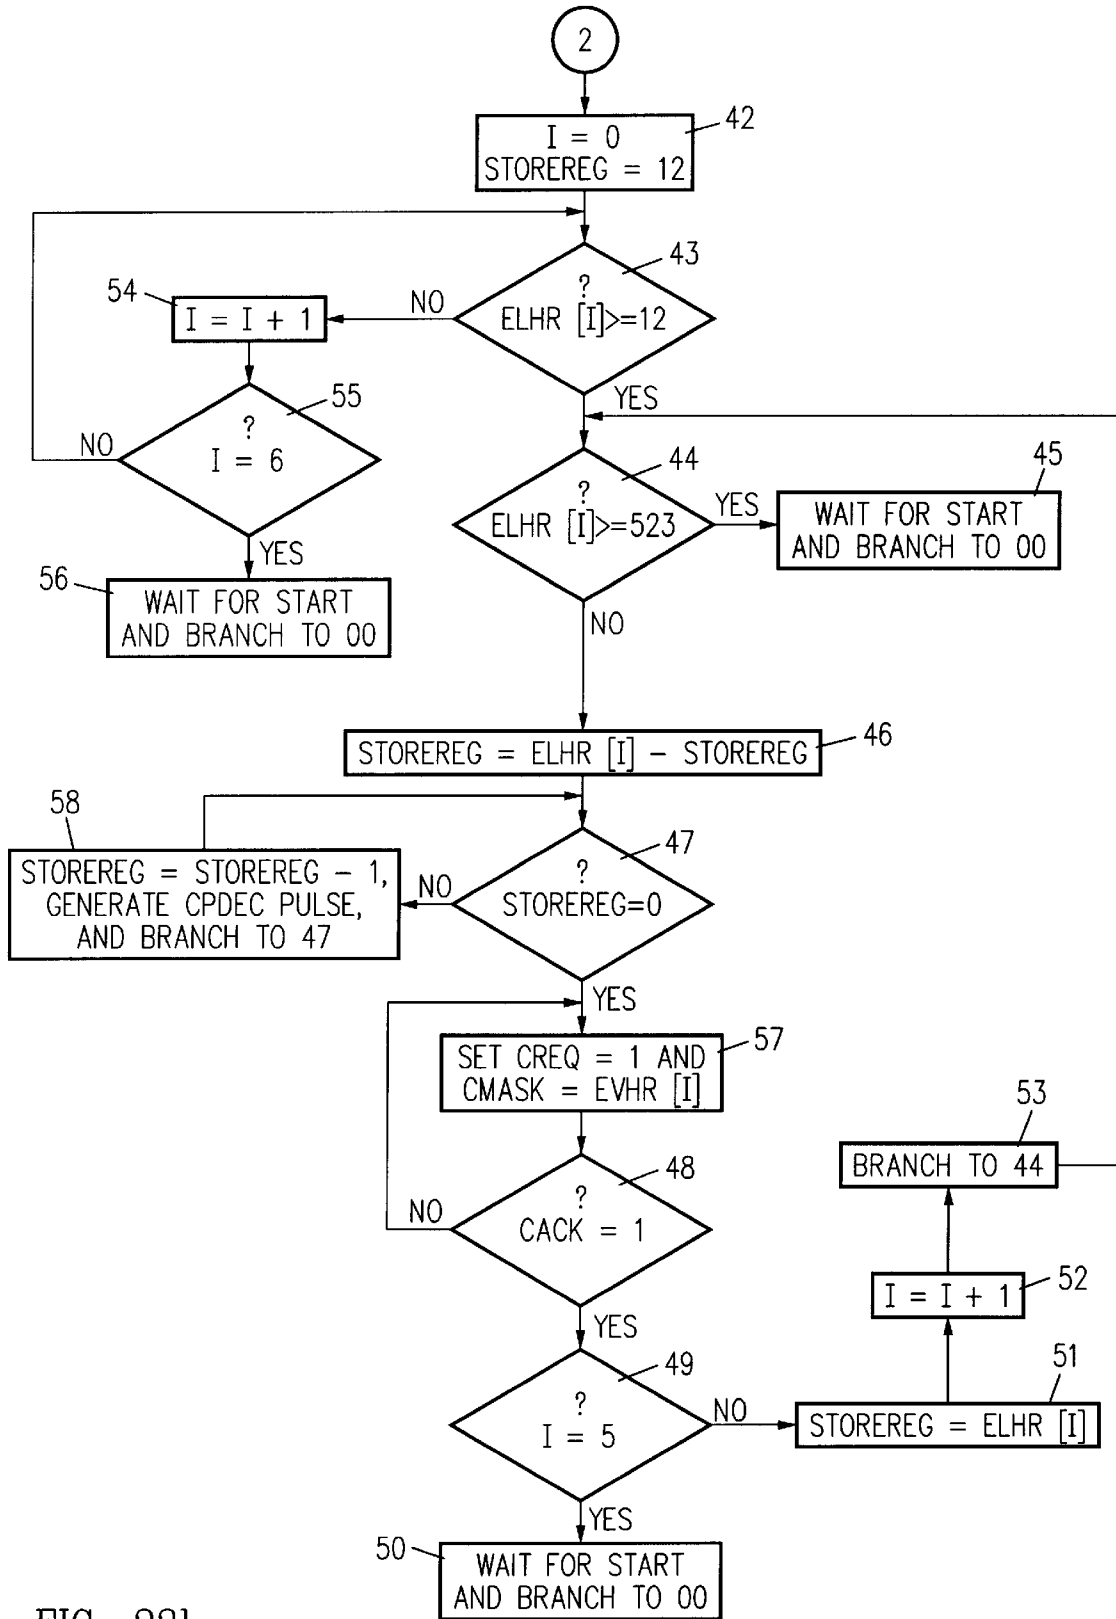 2
42
I = 0
STOREREG = 12
43
?
ELHR [I]>=12
NO
YES
54
I = I + 1
55
?
I = 6
NO
YES
56
WAIT FOR START
AND BRANCH TO 00
44
?
ELHR [I]>=523
YES
NO
45
WAIT FOR START
AND BRANCH TO 00
46
STOREREG = ELHR [I] - STOREREG
58
STOREREG = STOREREG - 1,
GENERATE CPDEC PULSE,
AND BRANCH TO 47
47
?
STOREREG=0
NO
YES
57
SET CREQ = 1 AND
CMASK = EVHR [I]
48
?
CACK = 1
NO
YES
53
BRANCH TO 44
52
I = I + 1
51
STOREREG = ELHR [I]
49
?
I = 5
NO
YES
50
WAIT FOR START
AND BRANCH TO 00